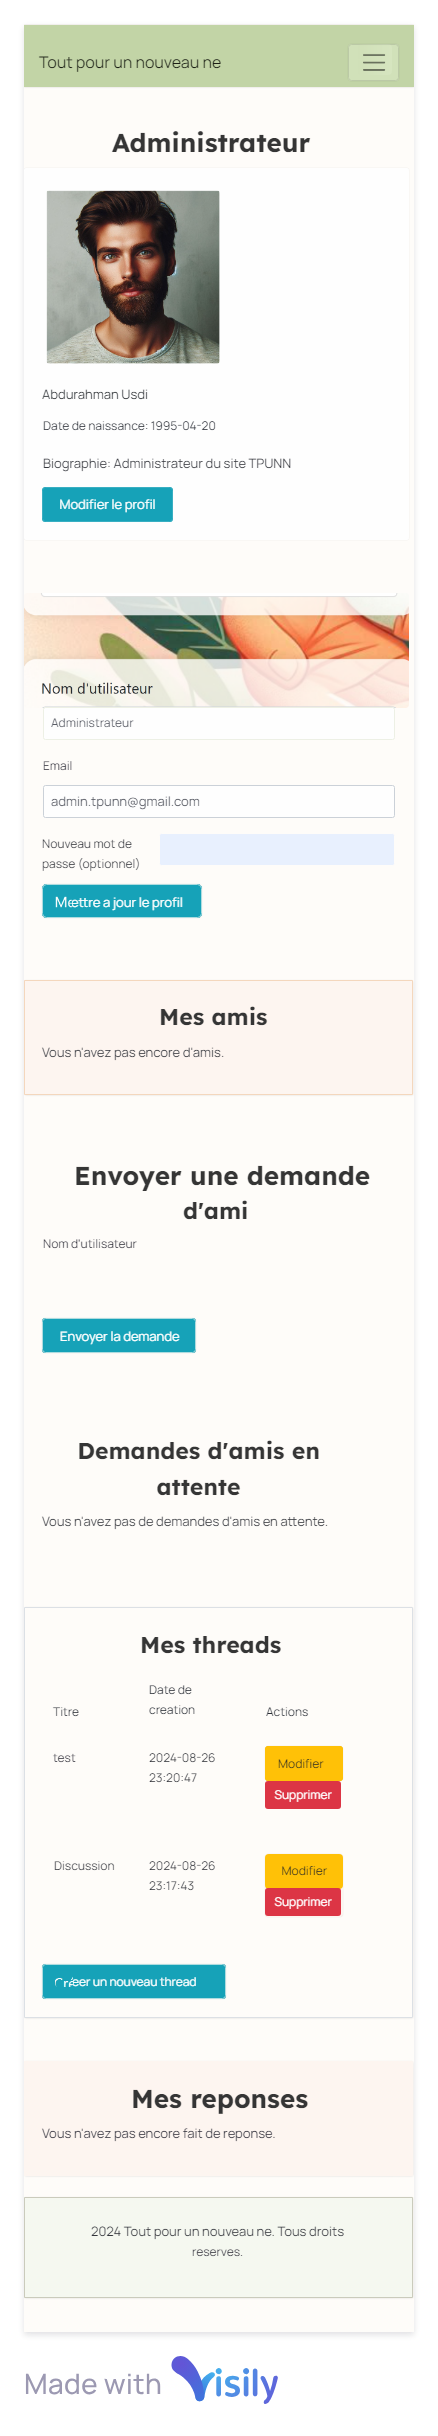 Tout pour un nouveau ne
Administrateur
Abdurahman Usdi
Date de naissance: 1995-04-20
Biographie: Administrateur du site TPUNN
Modifier le profil
Nom d'utilisateur
Administrateur
Email
admin.tpunn@gmail.com
Nouveau mot de
passe (optionnel)
Mettre a jour le profil
Mes amis
Vous n'avez pas encore d'amis.
Envoyer une demande
d'ami
Nom d'utilisateur
Envoyer la demande
Demandes d'amis en
attente
Vous n'avez pas de demandes d'amis en attente.
Mes threads
Titre
Date de
creation
Actions
test
2024-08-26
23:20:47
Modifier
Supprimer
Discussion
2024-08-26
23:17:43
Modifier
Supprimer
Créer un nouveau thread
Mes reponses
Vous n'avez pas encore fait de reponse.
2024 Tout pour un nouveau ne. Tous droits
reserves.
Made with Visily